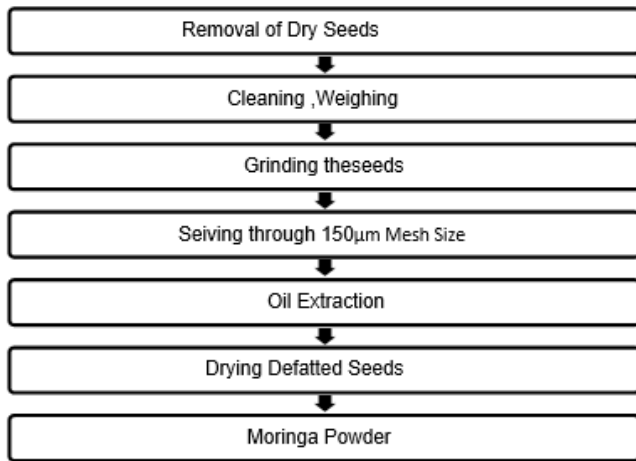 Removal of Dry Seeds
Cleaning ,Weighing
Grinding theseeds
Seiving through 150µm Mesh Size
Oil Extraction
Drying Defatted Seeds
Moringa Powder